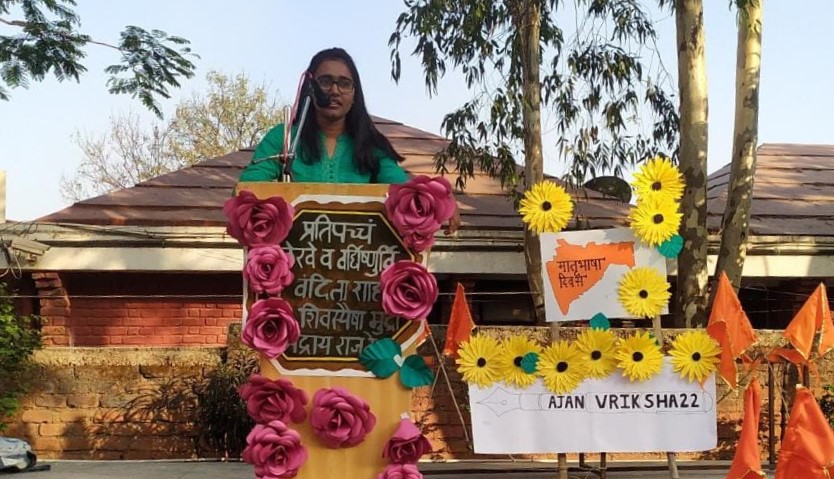 प्रतिपच्चं
व वर्धिष्णुर्वि
वंदिता
शिवस्यैषा मुद्रा
राज
मातृभाषा
दिवस
AJAN VRIKSHA22